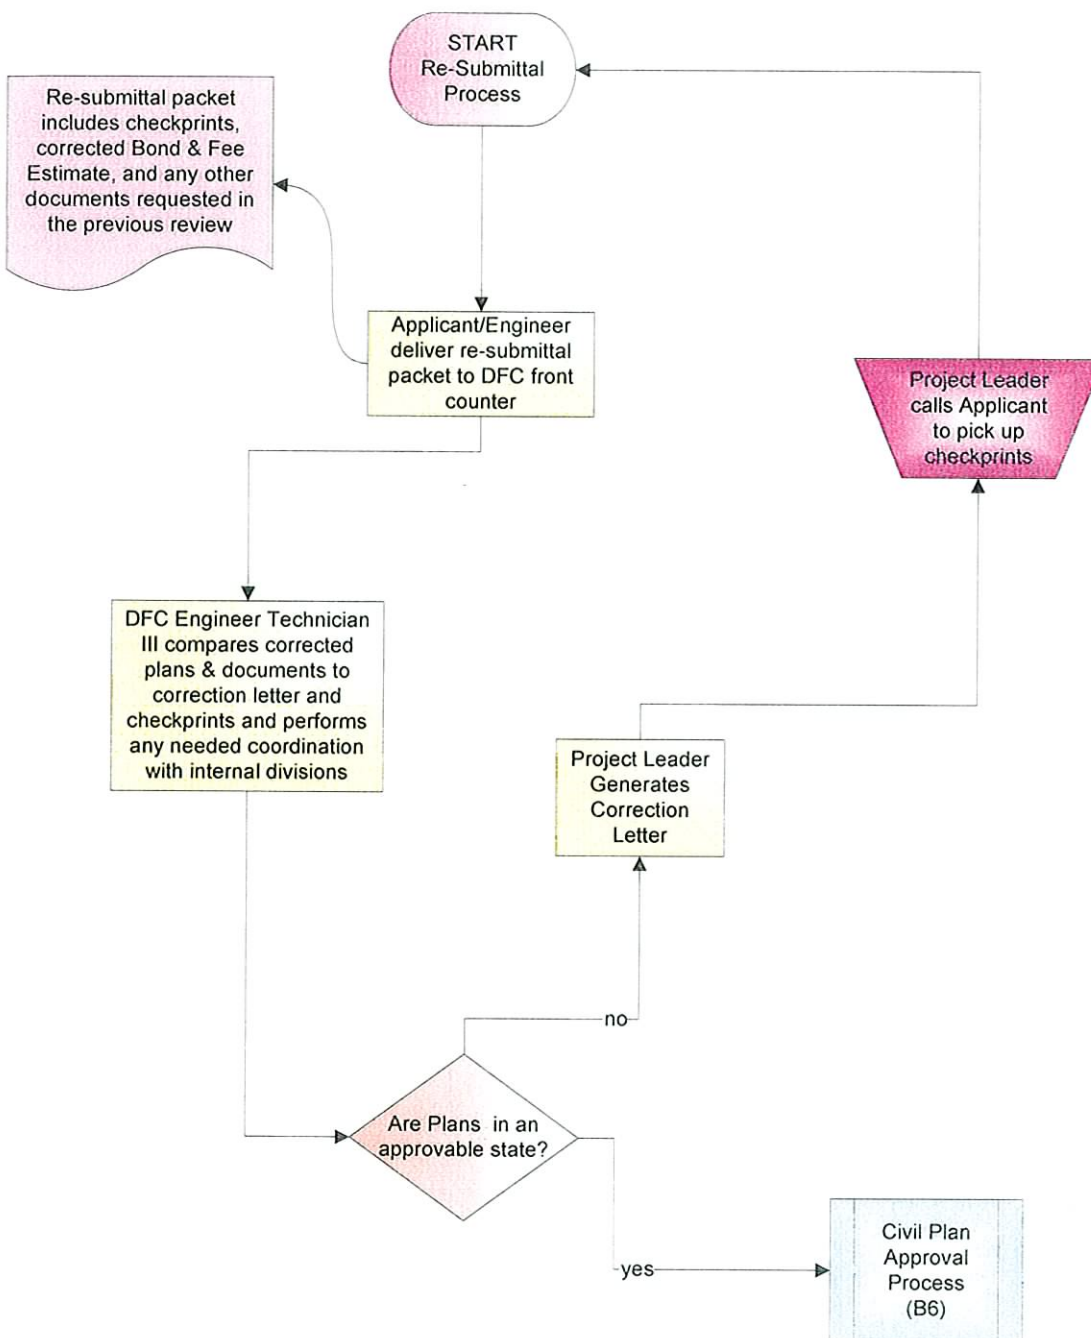 START
Re-Submittal
Process
Re-submittal packet
includes checkprints,
corrected Bond & Fee
Estimate, and any other
documents requested in
the previous review
Applicant/Engineer
deliver re-submittal
packet to DFC front
counter
Project Leader
calls Applicant
to pick up
checkprints
DFC Engineer Technician
III compares corrected
plans & documents to
correction letter and
checkprints and performs
any needed coordination
with internal divisions
Project Leader
Generates
Correction
Letter
no
Are Plans in an
approvable state?
yes
Civil Plan
Approval
Process
(B6)